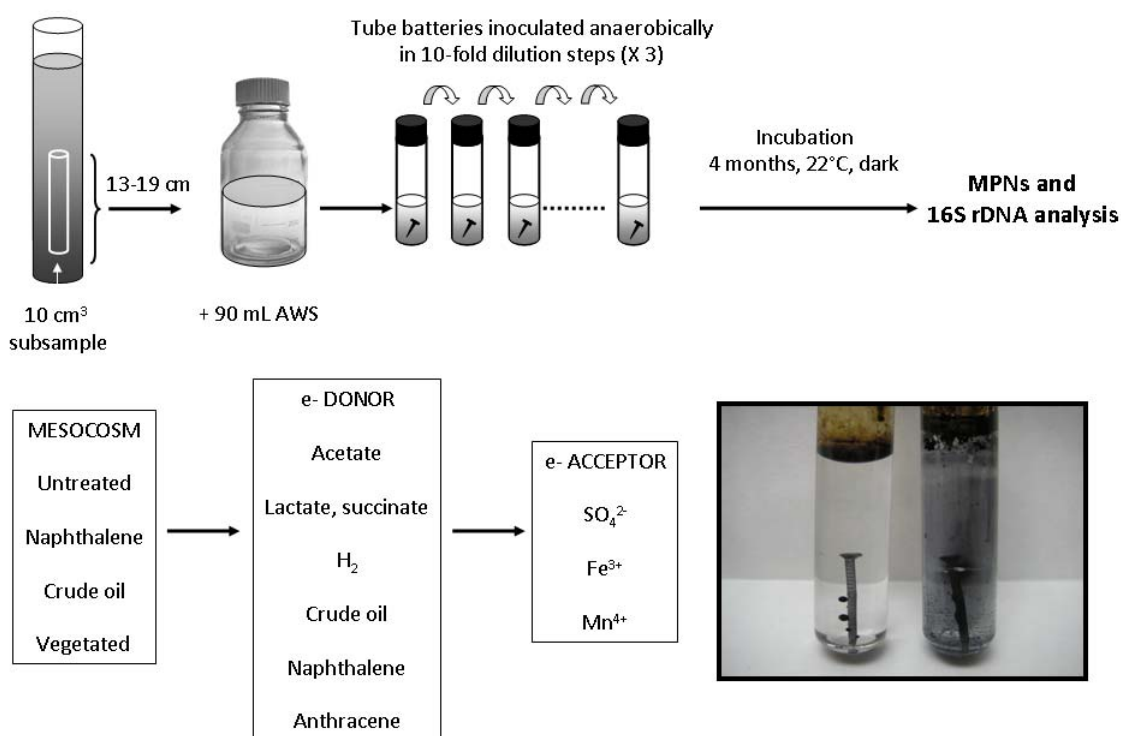 Tube batteries inoculated anaerobically
in 10-fold dilution steps (X 3)
13-19 cm
Incubation
4 months, 22°C, dark
MPNs and
16S rDNA analysis
10 cm³
subsample
+ 90 mL AWS
MESOCOSM
Untreated
Naphthalene
Crude oil
Vegetated
e- DONOR
Acetate
Lactate, succinate
H₂
Crude oil
Naphthalene
Anthracene
e- ACCEPTOR
SO₄²⁻
Fe³⁺
Mn⁴⁺